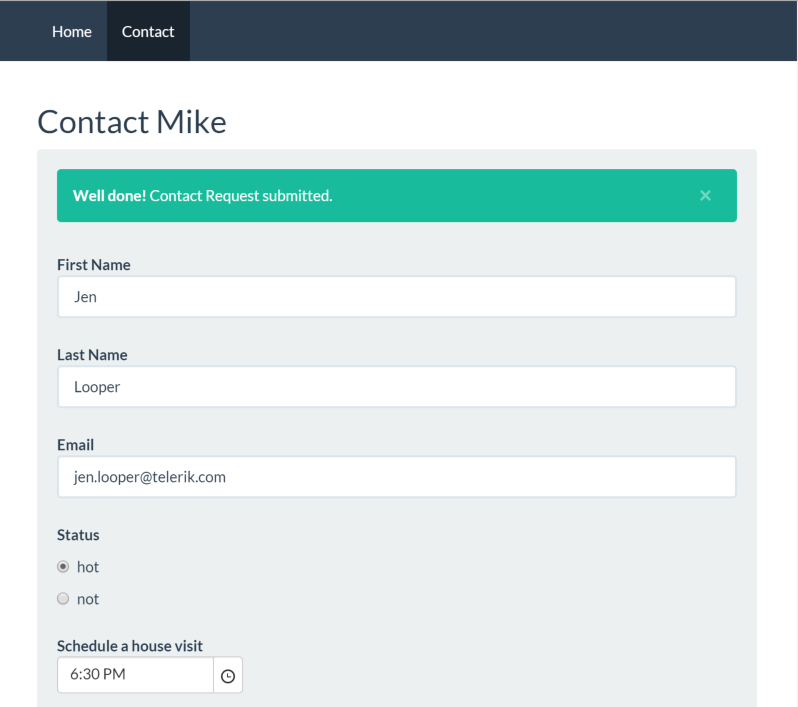 Home Contact
Contact Mike
Well done! Contact Request submitted. ×
First Name
Jen
Last Name
Looper
Email
jen.looper@telerik.com
Status
hot
not
Schedule a house visit
6:30 PM